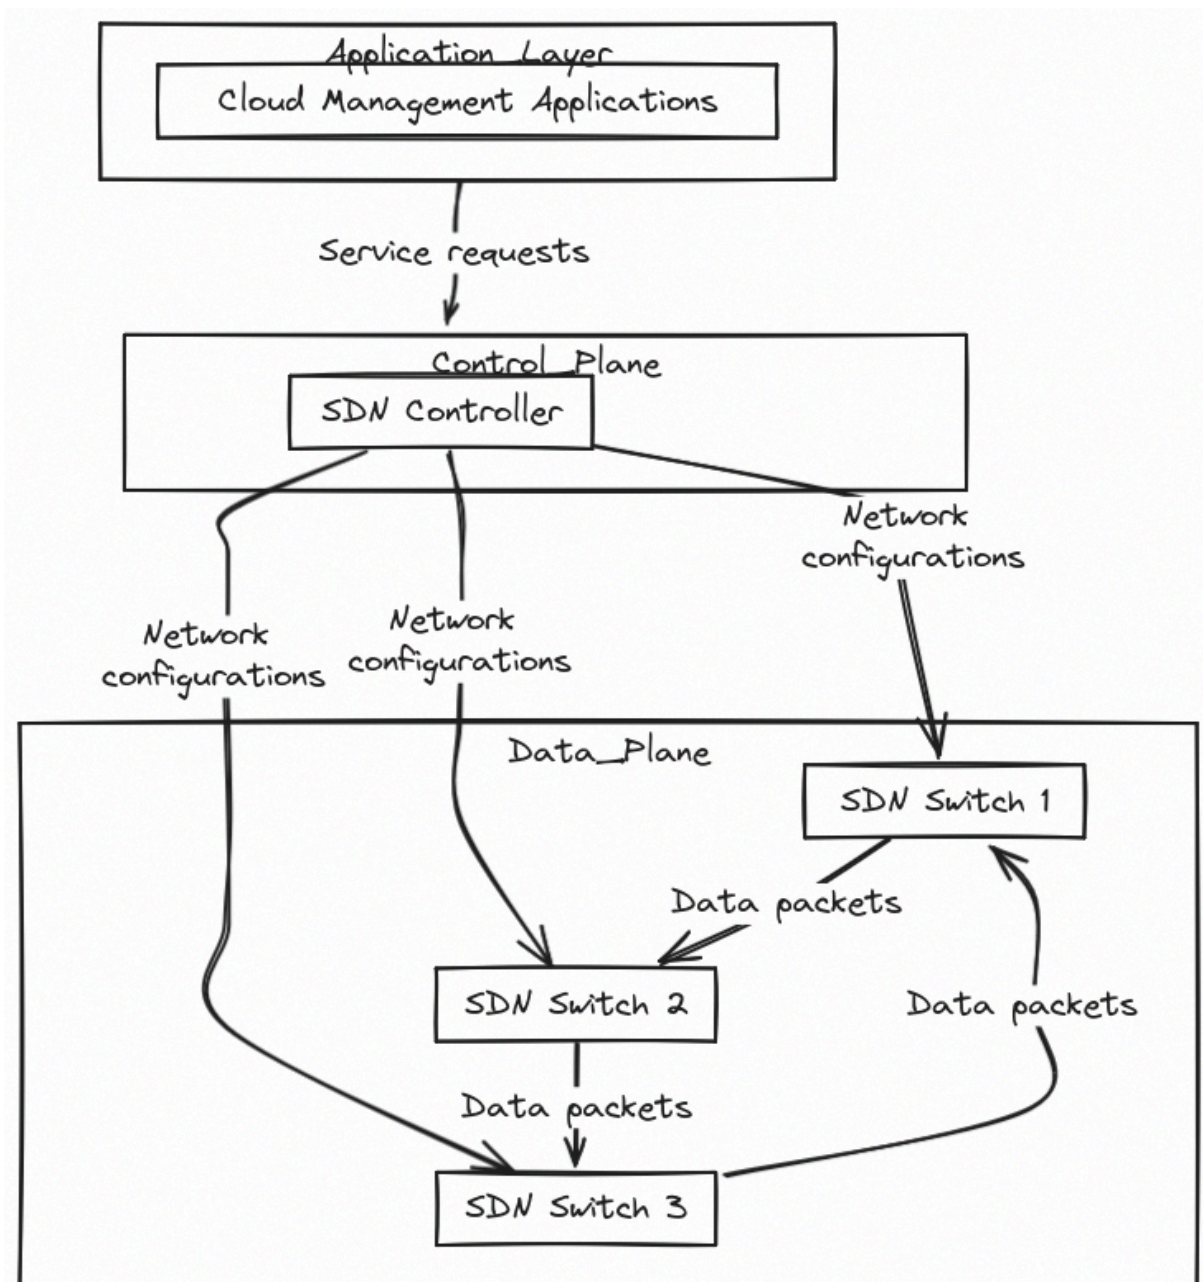 Application_Layer
Cloud Management Applications
Service requests
Control_Plane
SDN Controller
Network
configurations
Network
configurations
Network
configurations
Data_Plane
SDN Switch 1
Data packets
SDN Switch 2
Data packets
Data packets
SDN Switch 3